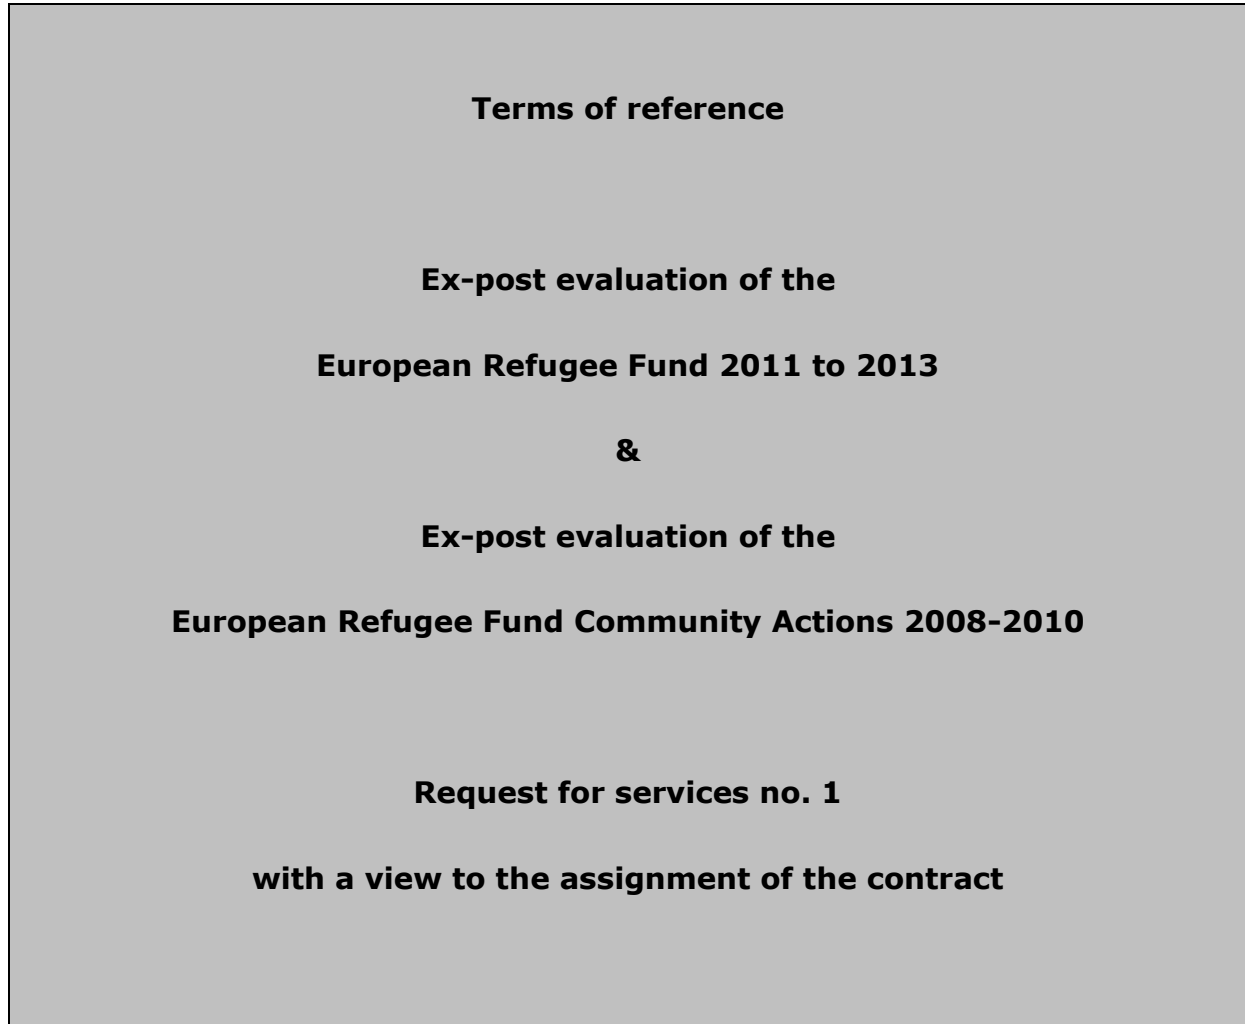 Terms of reference
Ex-post evaluation of the
European Refugee Fund 2011 to 2013
&
Ex-post evaluation of the
European Refugee Fund Community Actions 2008-2010
Request for services no. 1
with a view to the assignment of the contract